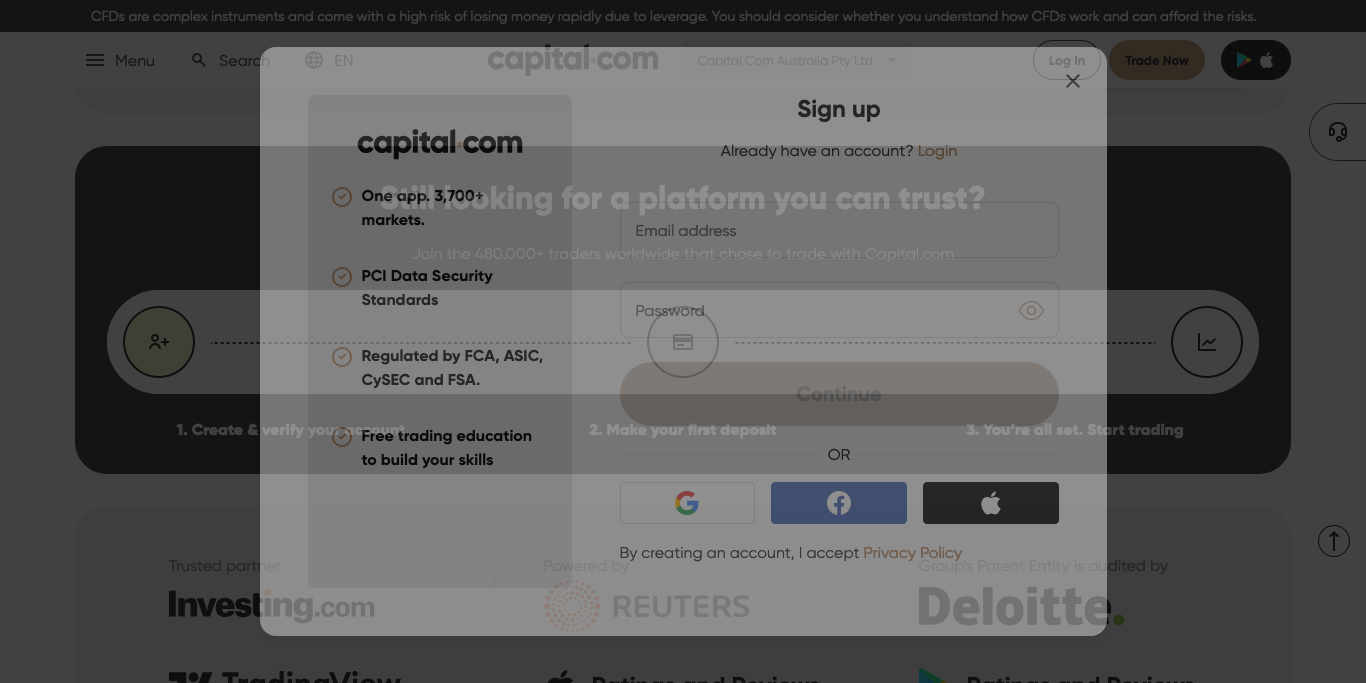 CFDs are complex instruments and come with a high risk of losing money rapidly due to leverage. You should consider whether you understand how CFDs work and can afford the risks.
Menu
Search
EN
capital.com
Capital Com Australia Pty Ltd
Log In
Trade Now
Sign up
Already have an account? Login
capital.com
One app. 3,700+
markets.
PCI Data Security
Standards
Regulated by FCA, ASIC,
CySEC and FSA.
Free trading education
to build your skills
Email address
Password
Continue
OR
By creating an account, I accept Privacy Policy
Still looking for a platform you can trust?
Join the 480.000+ traders worldwide that chose to trade with Capital.com
1. Create & verify your account
2. Make your first deposit
3. You're all set. Start trading
Trusted partner
Investing.com
Powered by
REUTERS
Group's Parent Entity is audited by
Deloitte.
TradingView
Ratings and Reviews
Ratings and Reviews